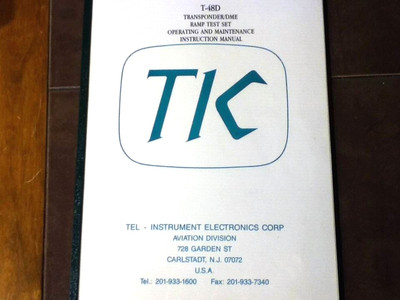 T-48D
TRANSPONDER/DME
RAMP TEST SET
OPERATING AND MAINTENANCE
INSTRUCTION MANUAL
TIC
TEL - INSTRUMENT ELECTRONICS CORP
AVIATION DIVISION
728 GARDEN ST
CARLSTADT, N.J. 07072
U.S.A.
Tel.: 201-933-1600 Fax: 201-933-7340